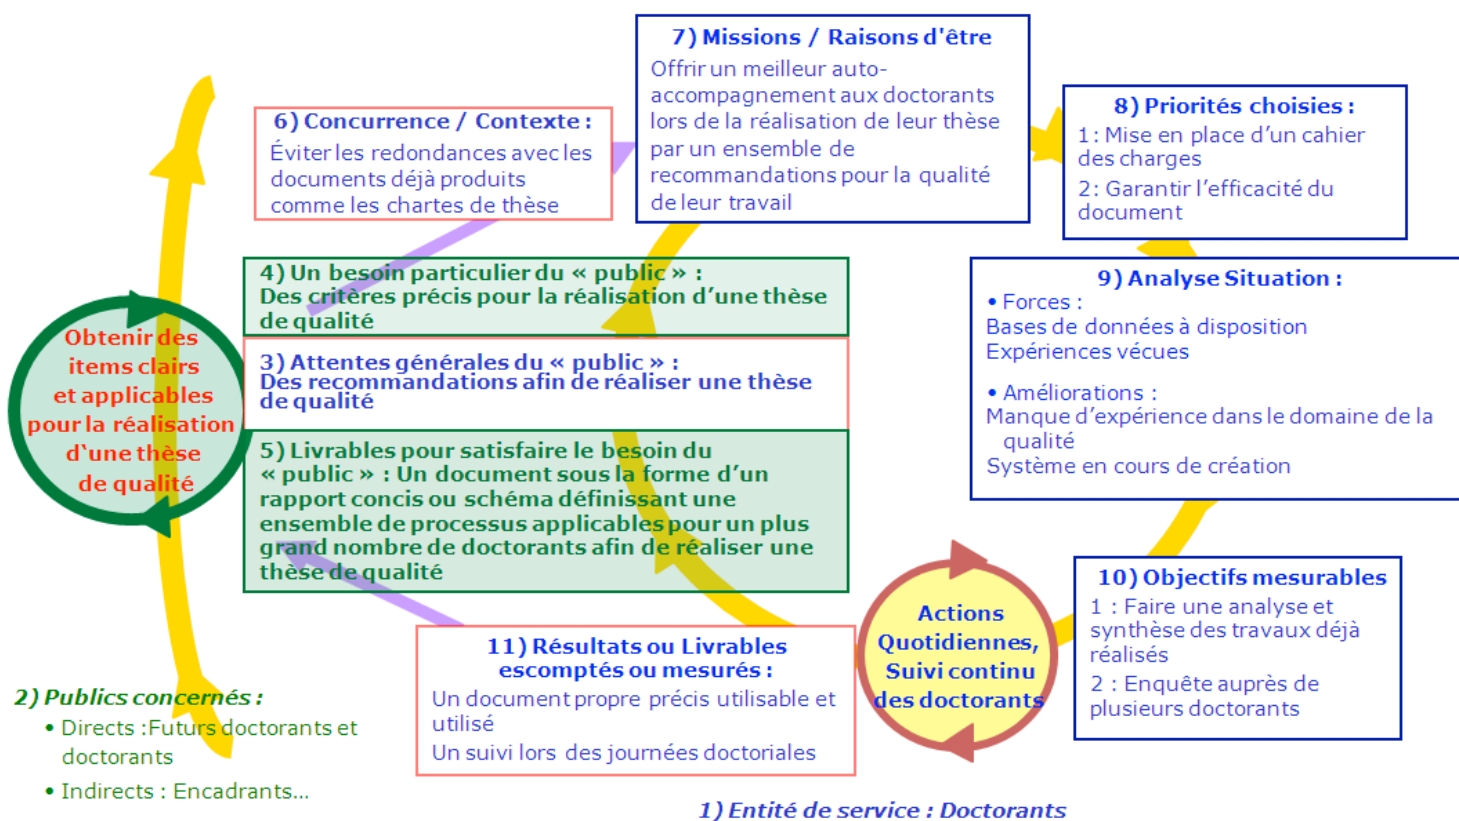 7) Missions / Raisons d'être
Offrir un meilleur auto-
accompagnement aux doctorants
lors de la réalisation de leur thèse
par un ensemble de
recommandations pour la qualité
de leur travail
6) Concurrence / Contexte :
Éviter les redondances avec les
documents déjà produits
comme les chartes de thèse
8) Priorités choisies :
1: Mise en place d’un cahier
des charges
2: Garantir l’efficacité du
document
4) Un besoin particulier du « public » :
Des critères précis pour la réalisation d’une thèse
de qualité
3) Attentes générales du « public » :
Des recommandations afin de réaliser une thèse
de qualité
5) Livrables pour satisfaire le besoin du
« public » : Un document sous la forme d’un
rapport concis ou schéma définissant une
ensemble de processus applicables pour un plus
grand nombre de doctorants afin de réaliser une
thèse de qualité
Obtenir des
items clairs
et applicables
pour la réalisation
d‘une thèse
de qualité
9) Analyse Situation :
• Forces :
Bases de données à disposition
Expériences vécues
• Améliorations :
Manque d’expérience dans le domaine de la
qualité
Système en cours de création
10) Objectifs mesurables
1 : Faire une analyse et
synthèse des travaux déjà
réalisés
2 : Enquête auprès de
plusieurs doctorants
Actions
Quotidiennes,
Suivi continu
des doctorants
11) Résultats ou Livrables
escomptés ou mesurés :
Un document propre précis utilisable et
utilisé
Un suivi lors des journées doctoriales
2) Publics concernés :
• Directs :Futurs doctorants et
doctorants
• Indirects : Encadrants...
1) Entité de service : Doctorants